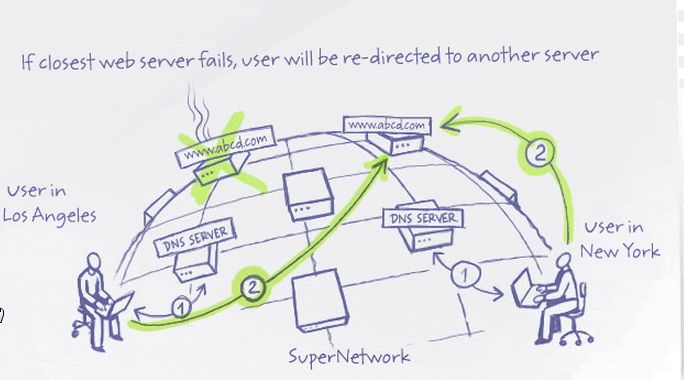 If closest web server fails, user will be re-directed to another server
www.abcd.com
www.abcd.com
2
User in
Los Angeles
DNS SERVER
DNS SERVER
User in
New York
1
2
1
SuperNetwork